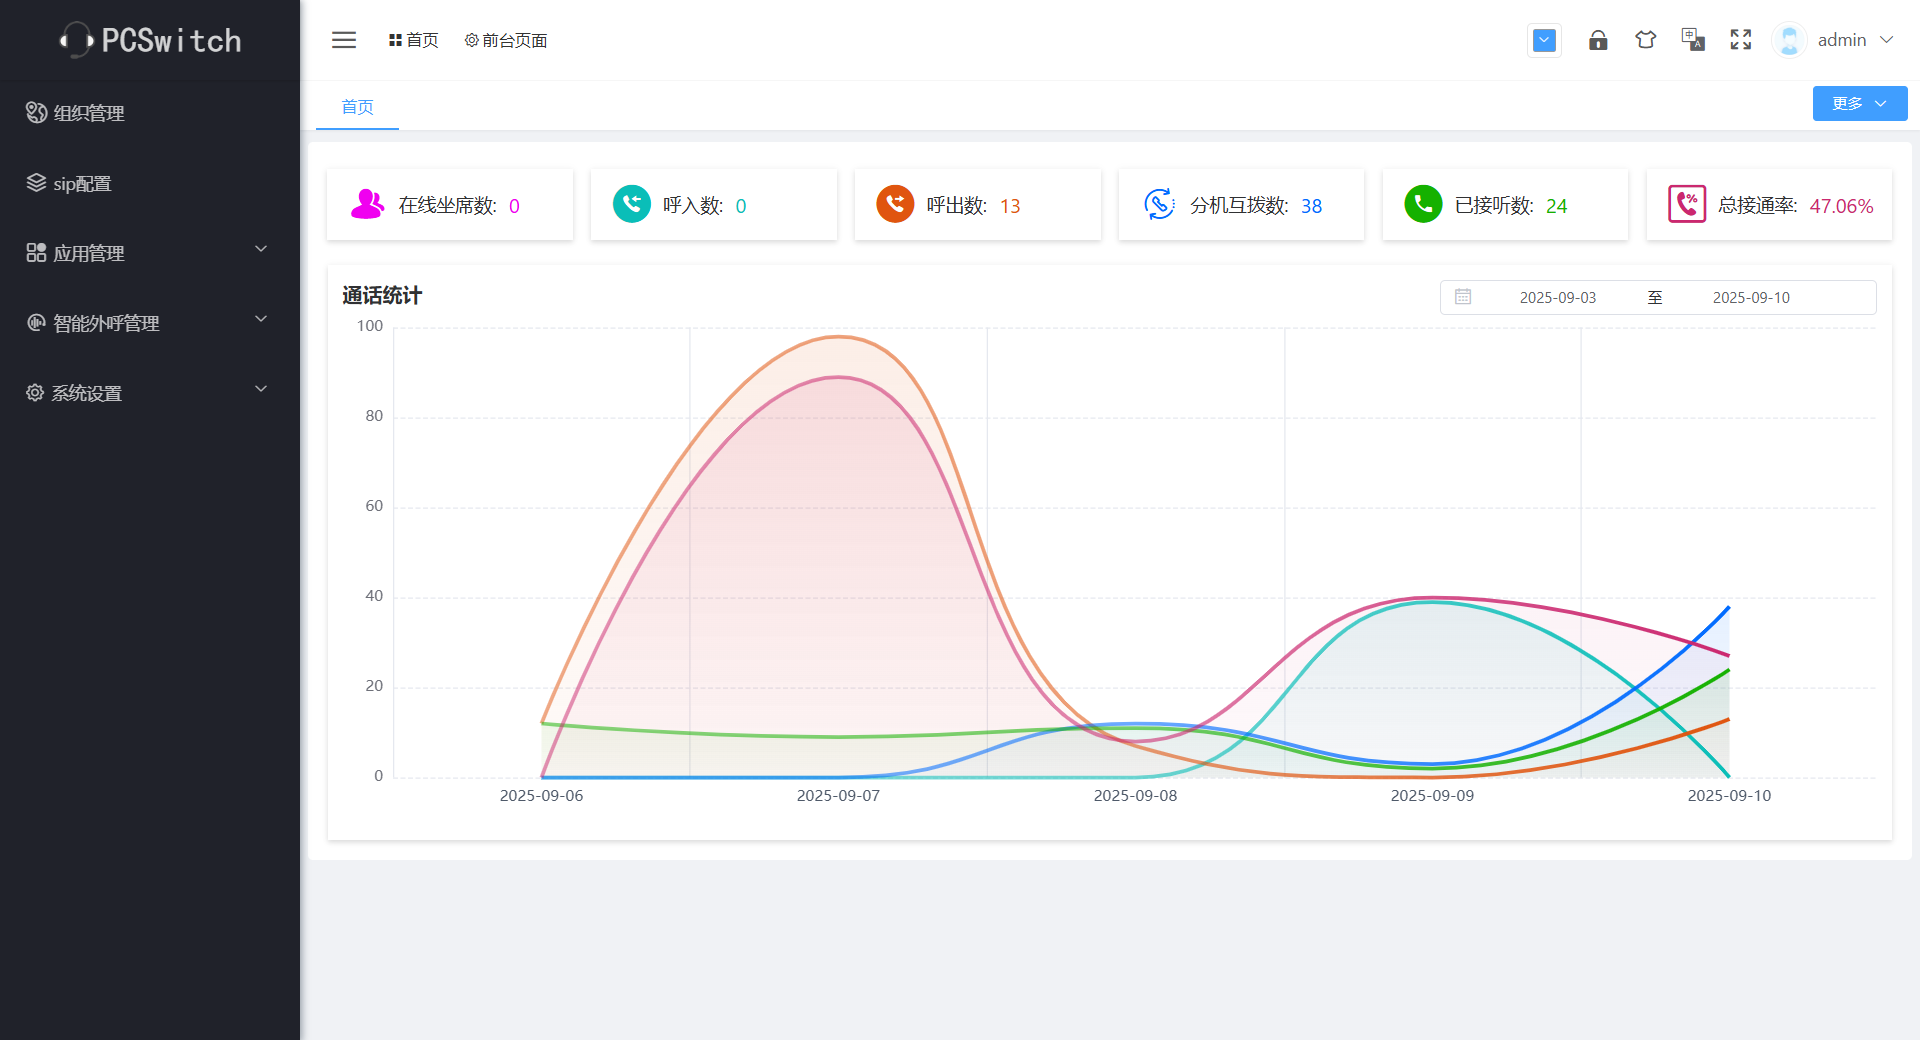 PCSwitch
首页
前台页面
中
A
admin
组织管理
sip配置
应用管理
智能外呼管理
系统设置
首页
更多
在线坐席数: 0
呼入数: 0
呼出数: 13
分机互拨数: 38
已接听数: 24
%
总接通率: 47.06%
通话统计
2025-09-03 至 2025-09-10
100
80
60
40
20
0
2025-09-06
2025-09-07
2025-09-08
2025-09-09
2025-09-10